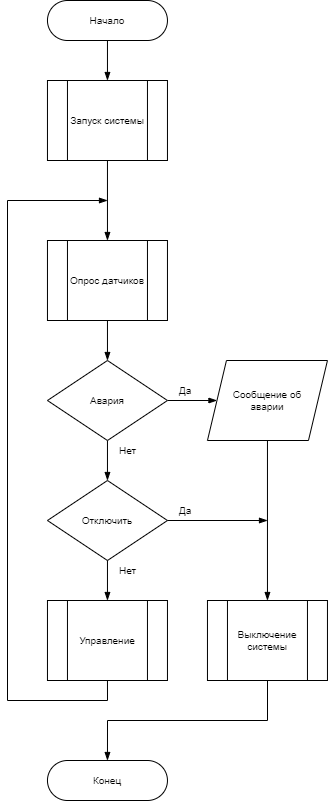 Начало
Запуск системы
Опрос датчиков
Авария
Да
Сообщение об
аварии
Нет
Отключить
Да
Нет
Управление
Выключение
системы
Конец